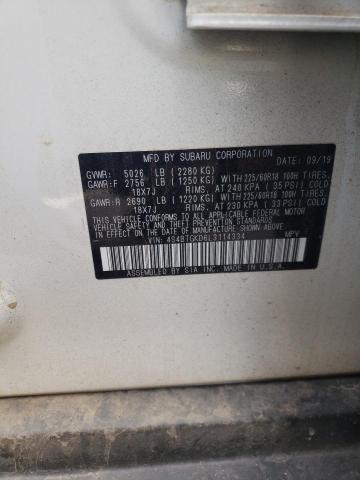 MFD. BY SUBARU CORPORATION DATE: 09/19
GVWR: 5026 LB (2280 KG)
GAWR:F 2756 LB (1250 KG) WITH 225/60R18 100H TIRES,
18X7J RIMS, AT 240 KPA (35 PSI) COLD
GAWR:R 2690 LB (1220 KG) WITH 225/60R18 100H TIRES,
18X7J RIMS, AT 230 KPA (33 PSI) COLD
THIS VEHICLE CONFORMS TO ALL APPLICABLE FEDERAL MOTOR
VEHICLE SAFETY AND THEFT PREVENTION STANDARDS IN EFFECT
ON THE DATE OF MANUFACTURE SHOWN ABOVE.
VIN: 4S4BTGKD6L3114334 MPV
ASSEMBLED BY SIA, INC. MADE IN U.S.A.